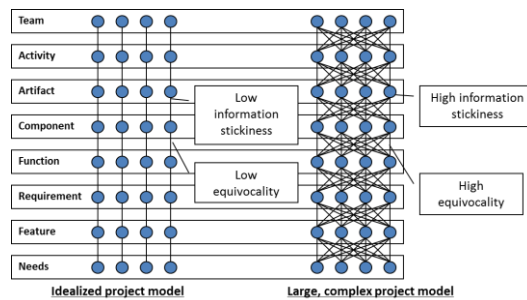 Team
Activity
Artifact
Component
Function
Requirement
Feature
Needs
Low
information
stickiness
Low
equivocality
High information
stickiness
High
equivocality
Idealized project model
Large, complex project model